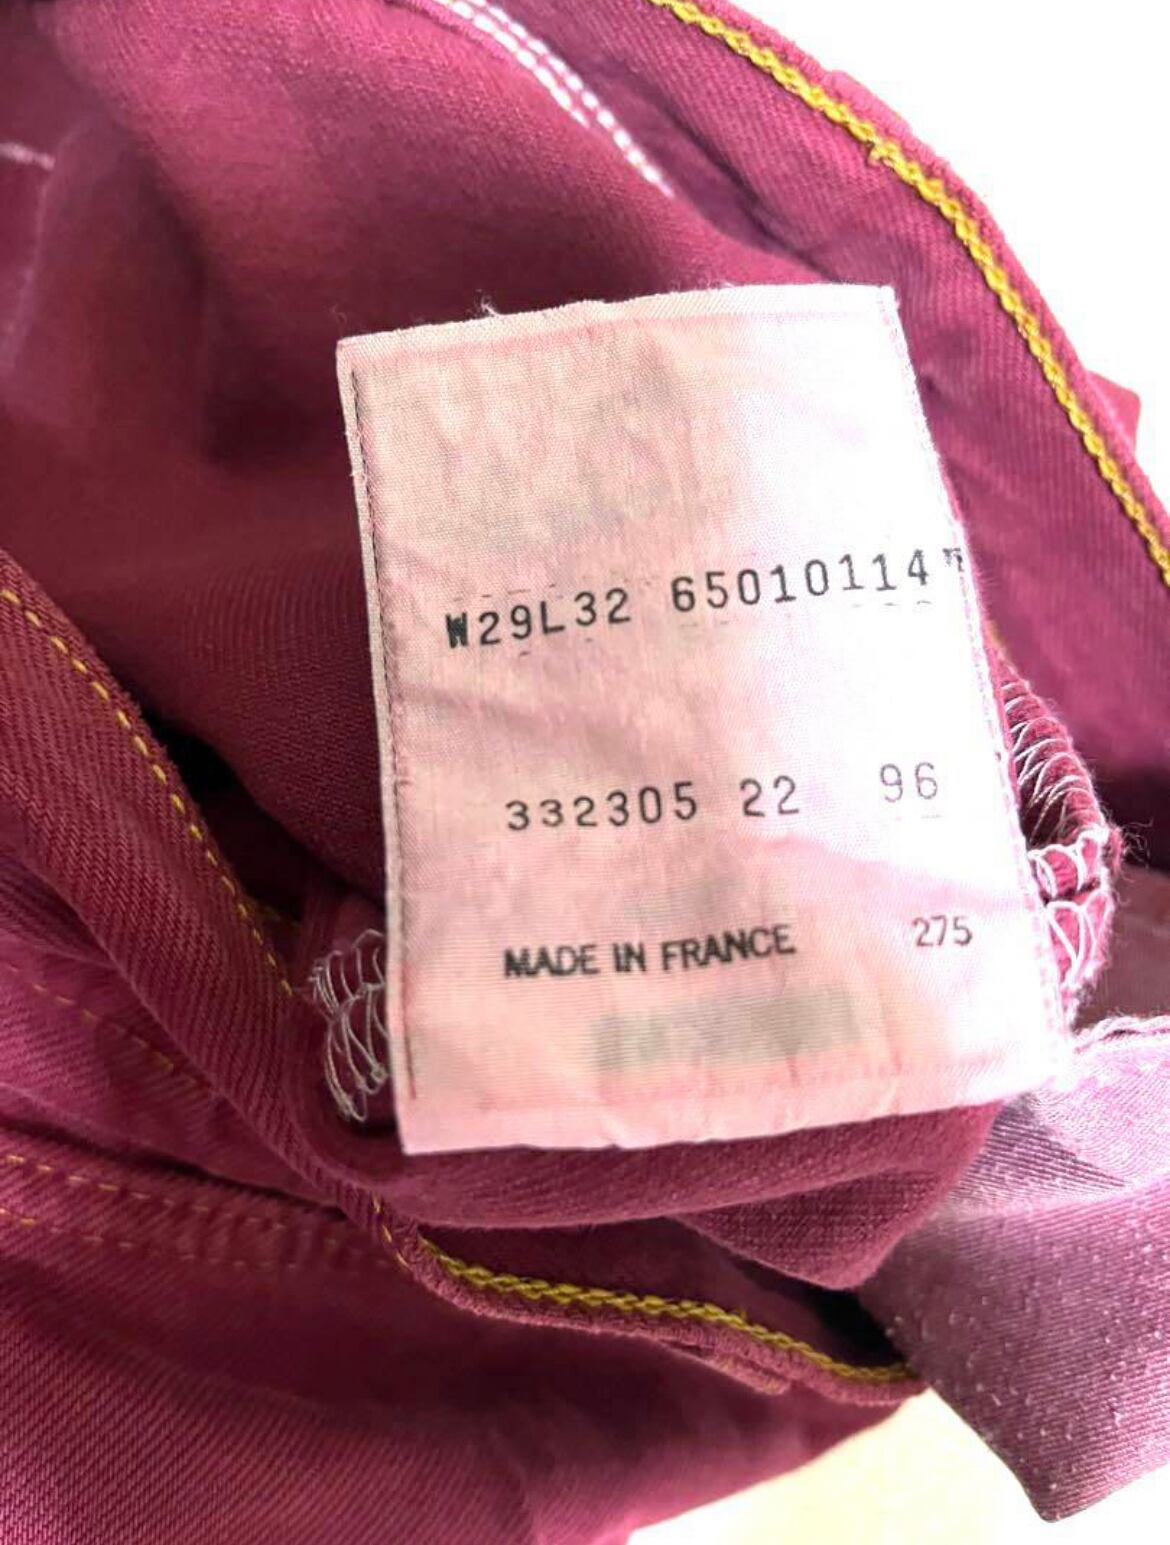 W29L32 65010114
332305 22 96
MADE IN FRANCE 275